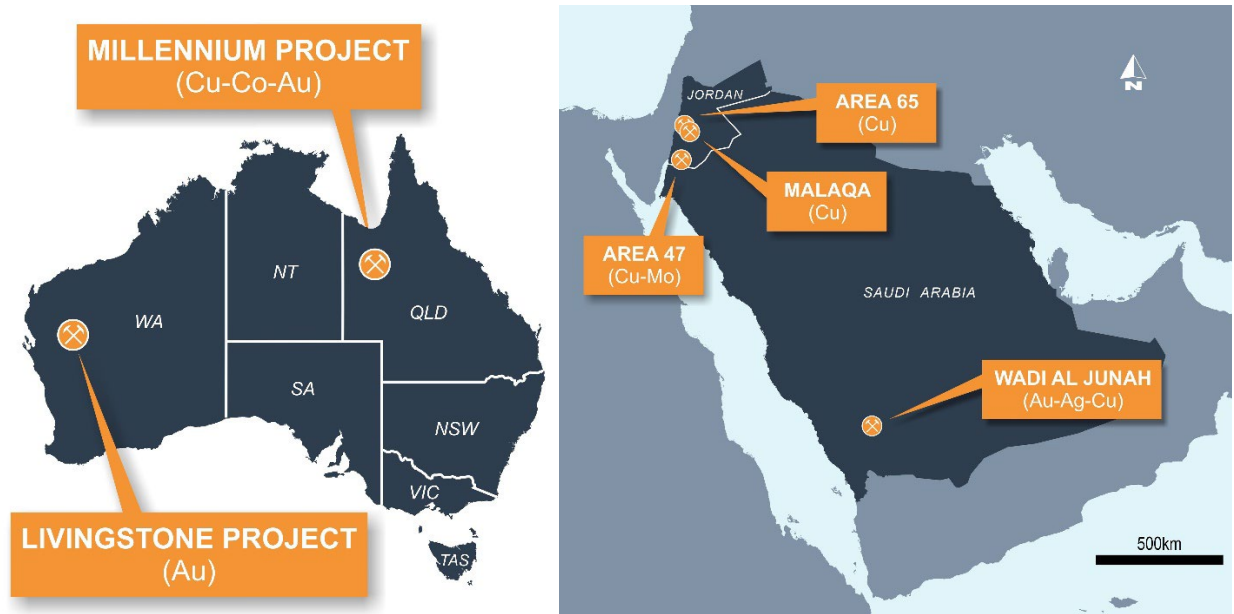 MILLENNIUM PROJECT
(Cu-Co-Au)
NT
WA
QLD
SA
NSW
VIC
TAS
LIVINGSTONE PROJECT
(Au)
JORDAN
N
AREA 65
(Cu)
MALAQA
(Cu)
AREA 47
(Cu-Mo)
SAUDI ARABIA
WADI AL JUNAH
(Au-Ag-Cu)
500km